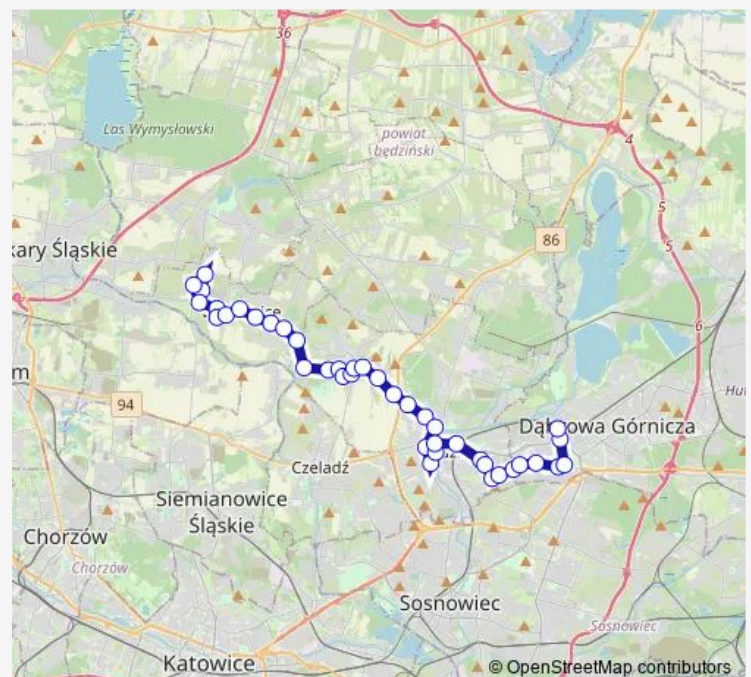 36
Las Wymysłowski
powiat
będziński
4
5
86
kary Śląskie
5
6
94
m
Hut
Dąbrowa Górnicza
Czeladź
Siemianowice
Śląskie
Chorzów
Chorzów
Sosnowiec
Sosnowiec
Katowice
© OpenStreetMap contributors